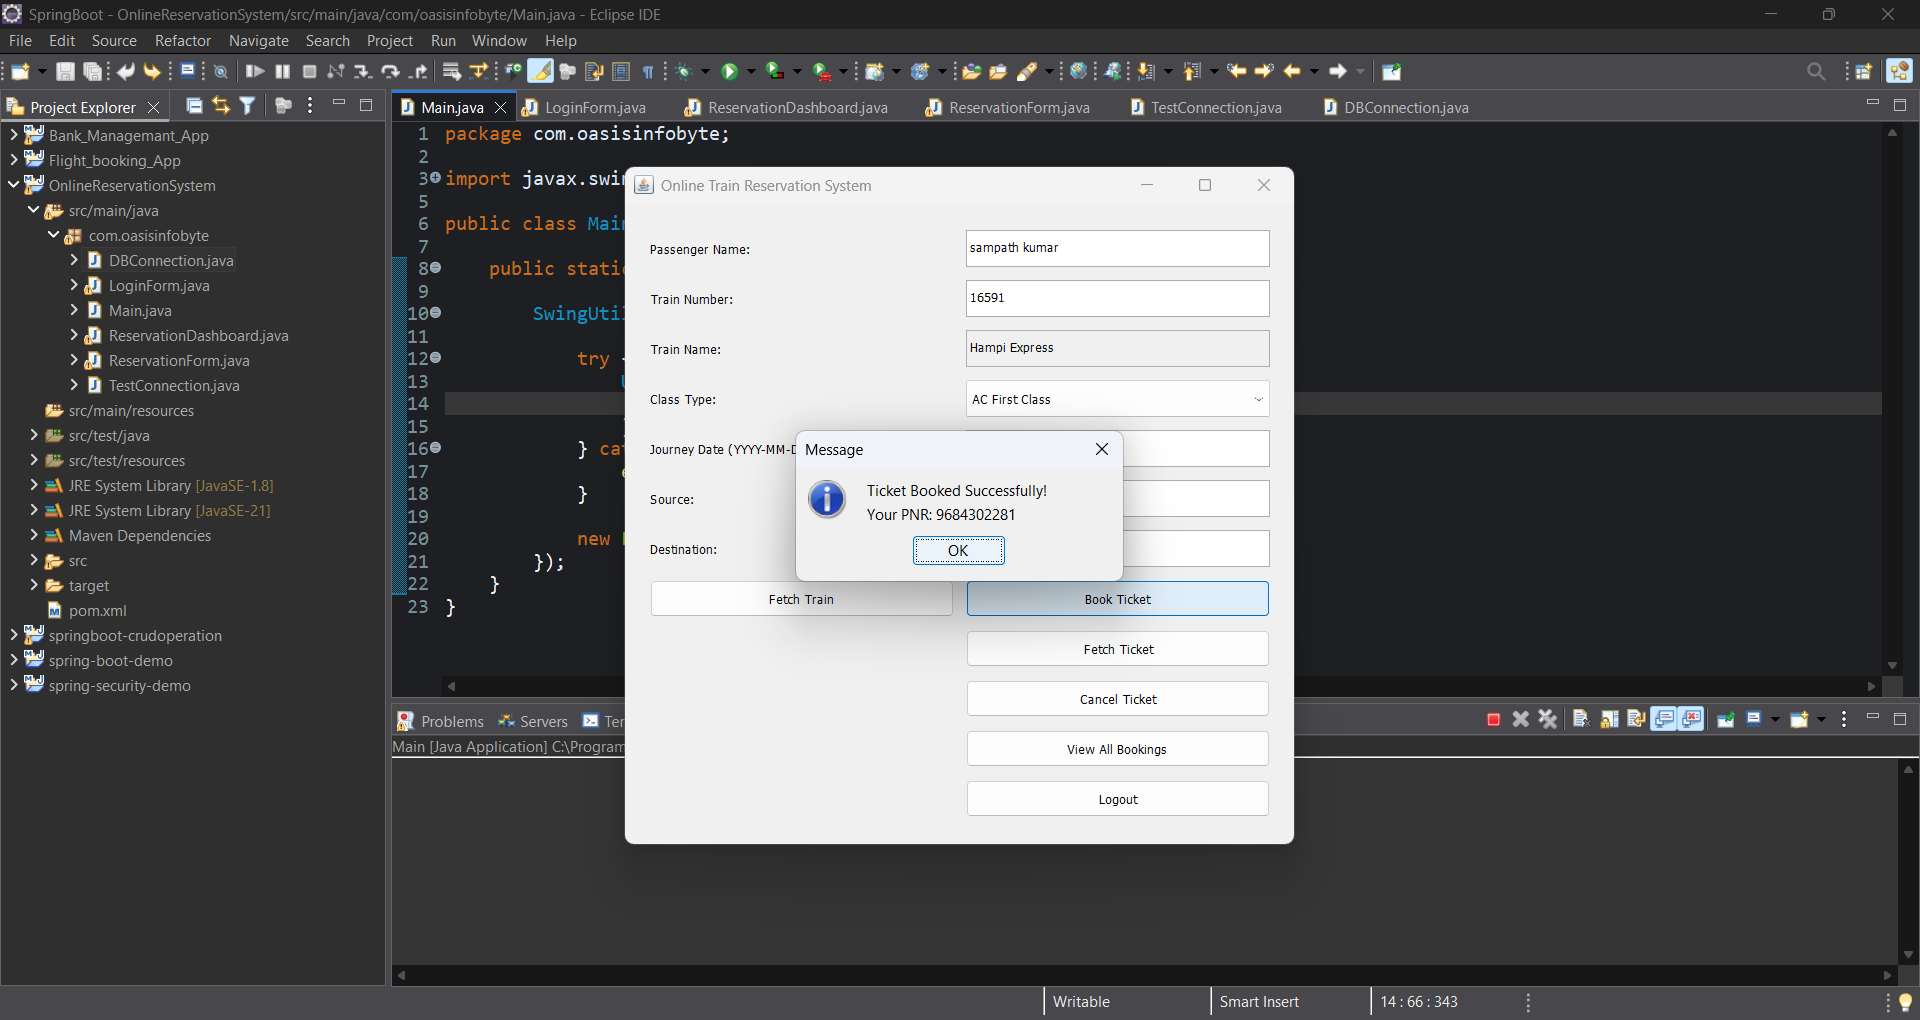 SpringBoot - OnlineReservationSystem/src/main/java/com/oasisinfobyte/Main.java - Eclipse IDE
File Edit Source Refactor Navigate Search Project Run Window Help
Project Explorer
Main.java LoginForm.java ReservationDashboard.java ReservationForm.java TestConnection.java DBConnection.java
Bank_Managemant_App
Flight_booking_App
OnlineReservationSystem
src/main/java
com.oasisinfobyte
DBConnection.java
LoginForm.java
Main.java
ReservationDashboard.java
ReservationForm.java
TestConnection.java
src/main/resources
src/test/java
src/test/resources
JRE System Library [JavaSE-1.8]
JRE System Library [JavaSE-21]
Maven Dependencies
src
target
pom.xml
springboot-crudoperation
spring-boot-demo
spring-security-demo
1 package com.oasisinfobyte;
2
3 import javax.swi
5
6 public class Mai
7
8 public stati
9
10 SwingUti
11
12 try
13
14
15
16 } ca
17
18 }
19
20 new
21 });
22 }
23 }
Online Train Reservation System
Passenger Name: sampath kumar
Train Number: 16591
Train Name: Hampi Express
Class Type: AC First Class
Journey Date (YYYY-MM-
Source:
Destination:
Message
Ticket Booked Successfully!
Your PNR: 9684302281
OK
Fetch Train Book Ticket
Fetch Ticket
Cancel Ticket
View All Bookings
Logout
Problems Servers Ter
Main [Java Application] C:\Program
Writable Smart Insert 14 : 66 : 343